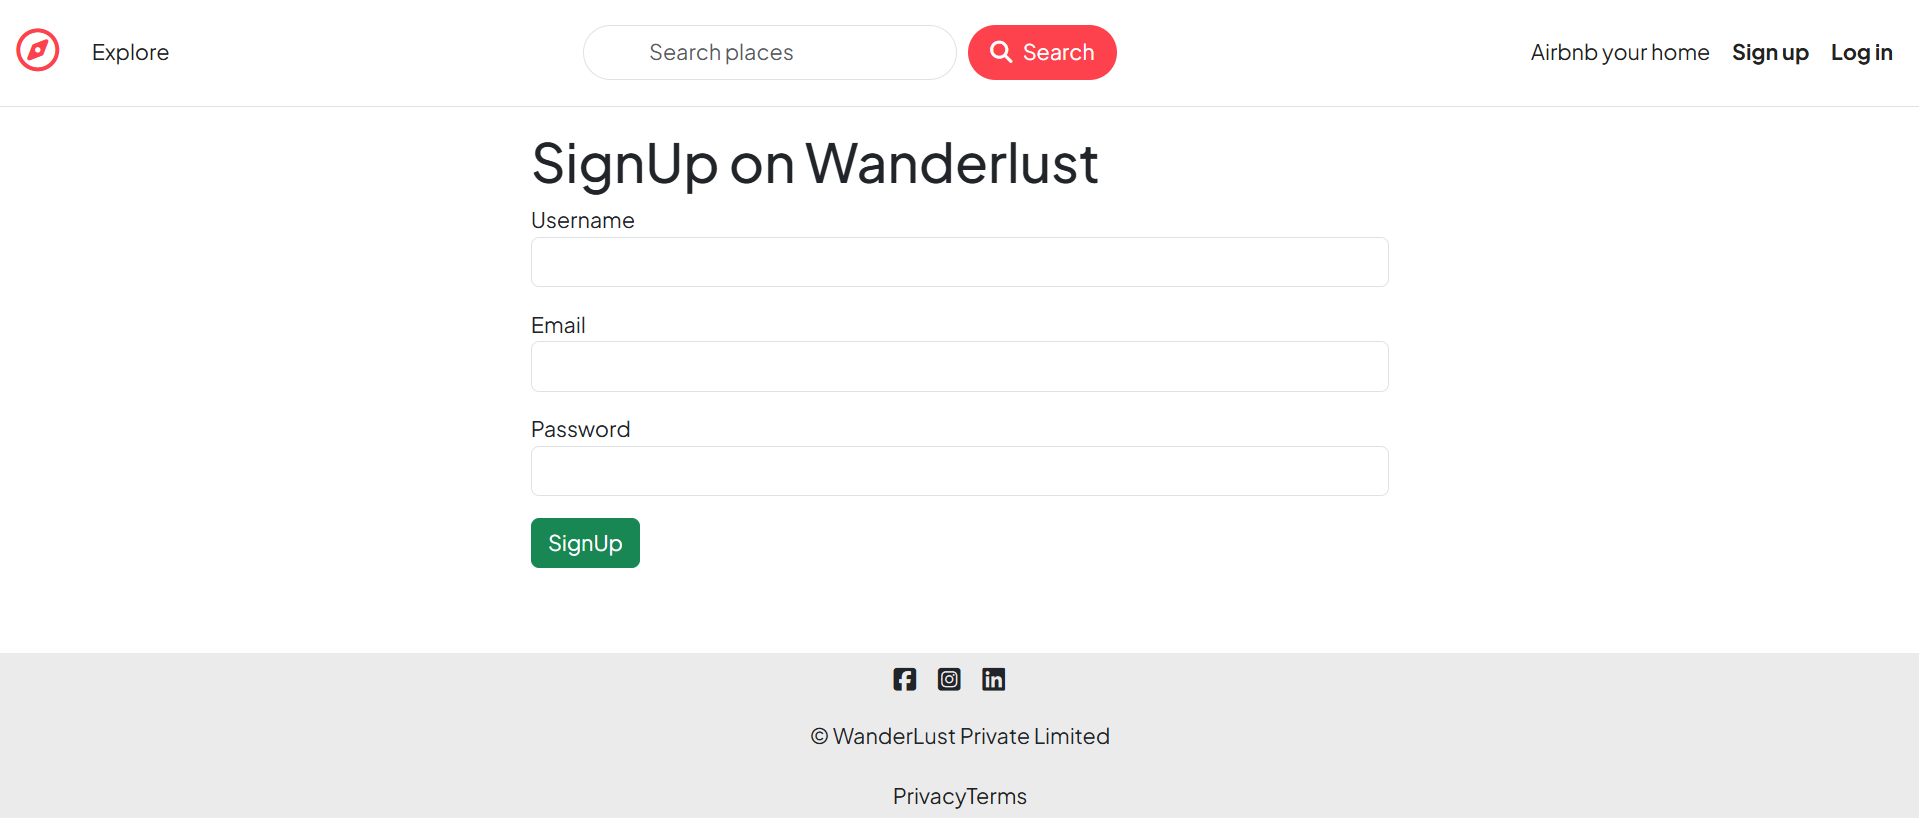 Explore
Search places
Search
Airbnb your home
Sign up
Log in
SignUp on Wanderlust
Username
Email
Password
SignUp
© WanderLust Private Limited
PrivacyTerms